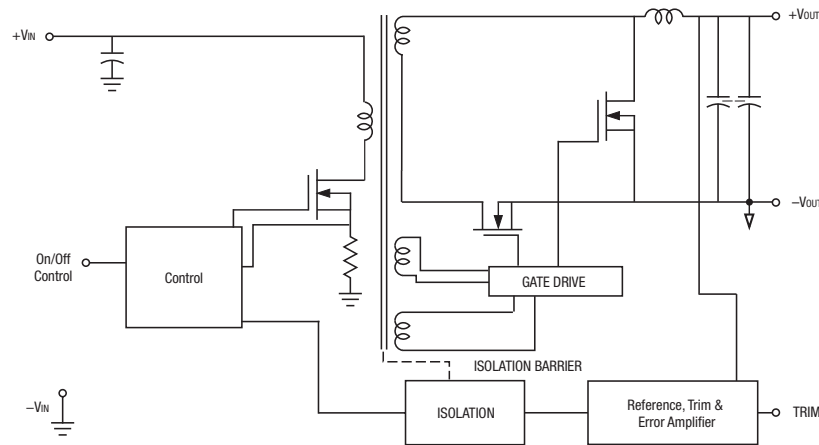 +VIN
+VOUT
−VOUT
On/Off
Control
Control
GATE DRIVE
ISOLATION BARRIER
−VIN
ISOLATION
Reference, Trim &
Error Amplifier
TRIM